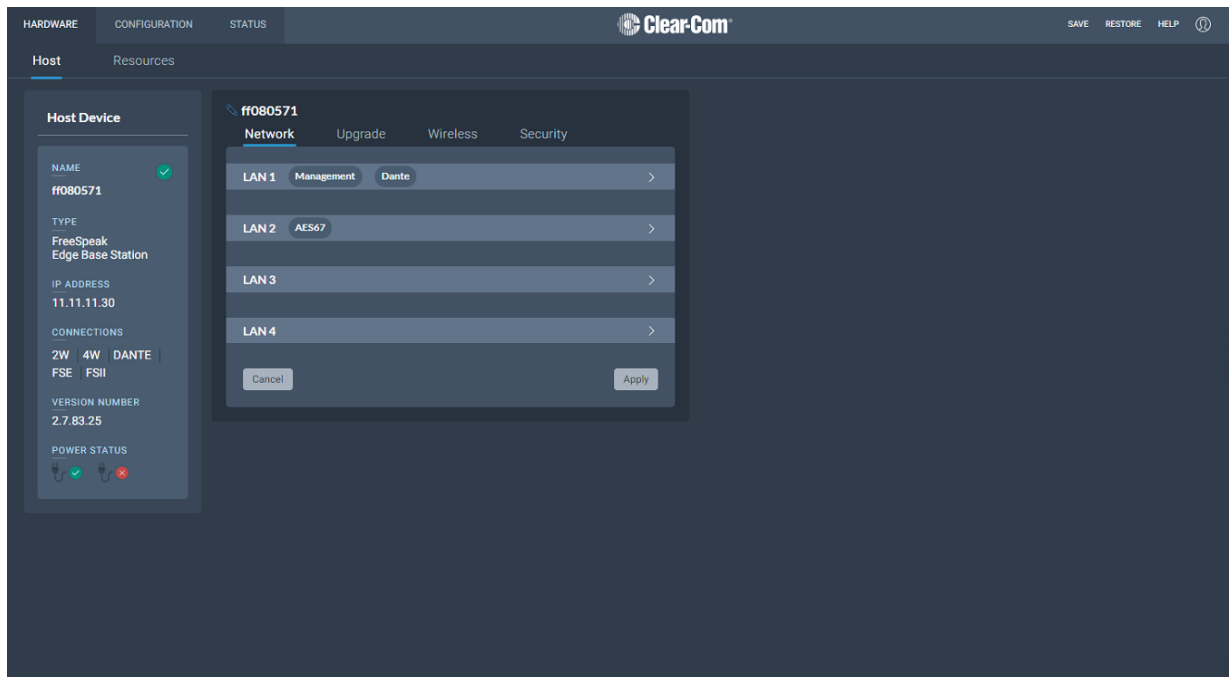 HARDWARE CONFIGURATION STATUS Clear-Com SAVE RESTORE HELP
Host Resources
Host Device
NAME
ff080571
TYPE
FreeSpeak
Edge Base Station
IP ADDRESS
11.11.11.30
CONNECTIONS
2W 4W DANTE
FSE FSII
VERSION NUMBER
2.7.83.25
POWER STATUS
ff080571
Network Upgrade Wireless Security
LAN 1 Management Dante
LAN 2 AES67
LAN 3
LAN 4
Cancel Apply